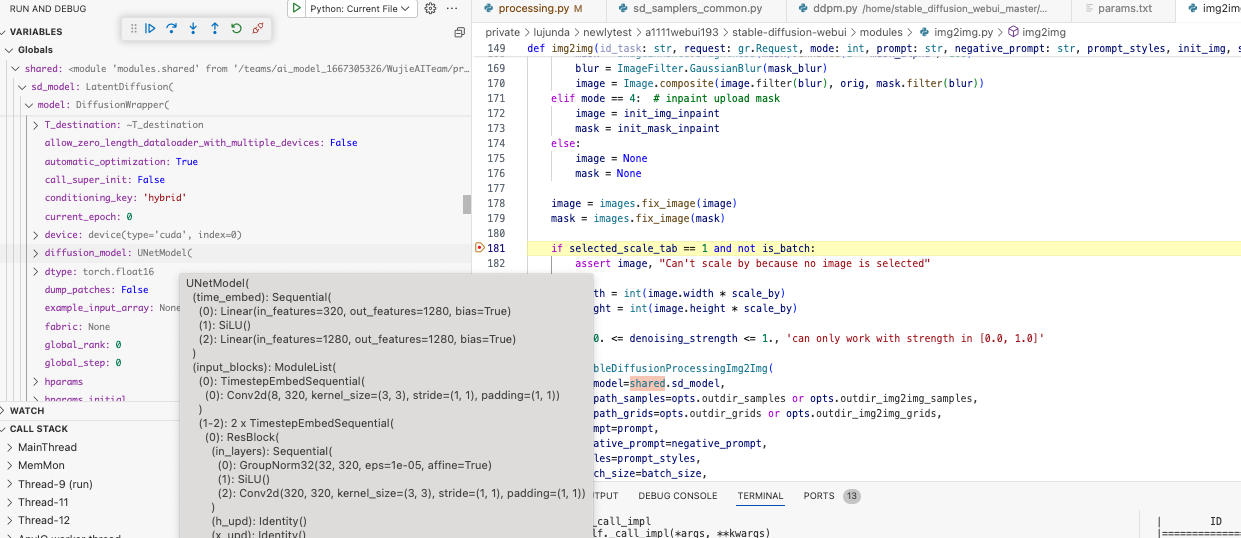 RUN AND DEBUG
Python: Current File
VARIABLES
Globals
shared: <module 'modules.shared' from '/teams/ai_model_1667305326/WujieAITeam/pr…
sd_model: LatentDiffusion(
model: DiffusionWrapper(
T_destination: ~T_destination
allow_zero_length_dataloader_with_multiple_devices: False
automatic_optimization: True
call_super_init: False
conditioning_key: 'hybrid'
current_epoch: 0
device: device(type='cuda', index=0)
diffusion_model: UNetModel(
dtype: torch.float16
dump_patches: False
example_input_array: None
fabric: None
global_rank: 0
global_step: 0
hparams
hparams_initial
WATCH
CALL STACK
MainThread
MemMon
Thread-9 (run)
Thread-11
Thread-12
AnyIO worker thread
UNetModel(
(time_embed): Sequential(
(0): Linear(in_features=320, out_features=1280, bias=True)
(1): SiLU()
(2): Linear(in_features=1280, out_features=1280, bias=True)
)
(input_blocks): ModuleList(
(0): TimestepEmbedSequential(
(0): Conv2d(8, 320, kernel_size=(3, 3), stride=(1, 1), padding=(1, 1))
)
(1-2): 2 x TimestepEmbedSequential(
(0): ResBlock(
(in_layers): Sequential(
(0): GroupNorm32(32, 320, eps=1e-05, affine=True)
(1): SiLU()
(2): Conv2d(320, 320, kernel_size=(3, 3), stride=(1, 1), padding=(1, 1))
)
(h_upd): Identity()
(x_upd): Identity()
processing.py M
sd_samplers_common.py
ddpm.py /home/stable_diffusion_webui_master/...
params.txt
img2img
private > lujunda > newlytest > a1111webui193 > stable-diffusion-webui > modules > img2img.py > img2img
149 def img2img(id_task: str, request: gr.Request, mode: int, prompt: str, negative_prompt: str, prompt_styles, init_img, s
169 blur = ImageFilter.GaussianBlur(mask_blur)
170 image = Image.composite(image.filter(blur), orig, mask.filter(blur))
171 elif mode == 4: # inpaint upload mask
172 image = init_img_inpaint
173 mask = init_mask_inpaint
174 else:
175 image = None
176 mask = None
177
178 image = images.fix_image(image)
179 mask = images.fix_image(mask)
180
181 if selected_scale_tab == 1 and not is_batch:
182 assert image, "Can't scale by because no image is selected"
th = int(image.width * scale_by)
ght = int(image.height * scale_by)
0. <= denoising_strength <= 1., 'can only work with strength in [0.0, 1.0]'
bleDiffusionProcessingImg2Img(
model=shared.sd_model,
path_samples=opts.outdir_samples or opts.outdir_img2img_samples,
path_grids=opts.outdir_grids or opts.outdir_img2img_grids,
mpt=prompt,
ative_prompt=negative_prompt,
les=prompt_styles,
ch_size=batch_size,
TPUT
DEBUG CONSOLE
TERMINAL
PORTS 13
_call_impl
lf._call_impl(*args, **kwargs)
| ID
|=============